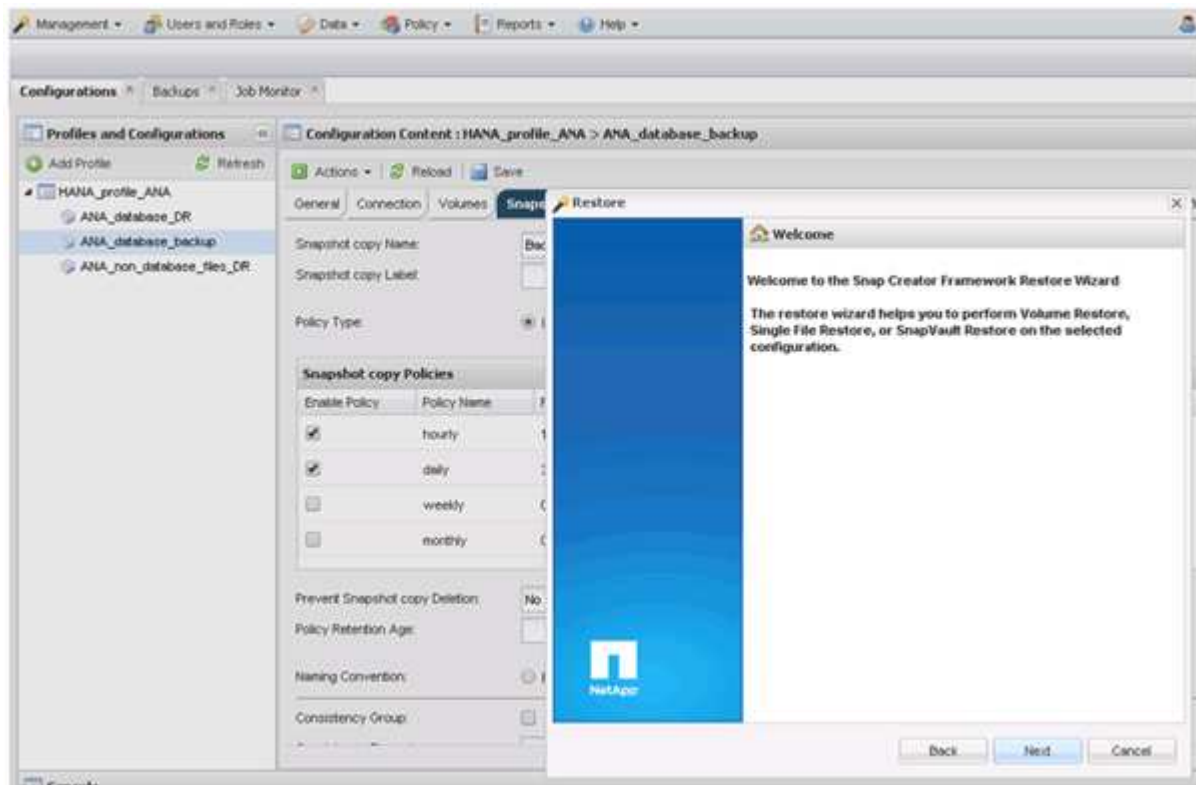 Management Users and Roles Data Policy Reports Help
Configurations Backups Job Monitor
Profiles and Configurations
Add Profile Refresh
HANA_profile_ANA
ANA_database_DR
ANA_database_backup
ANA_non_database_files_DR
Configuration Content : HANA_profile_ANA > ANA_database_backup
Actions Reload Save
General Connection Volumes Snaps
Snapshot copy Name: Bac
Snapshot copy Label:
Policy Type:
Snapshot copy Policies
Enable Policy Policy Name
hourly
daily
weekly
monthly
Prevent Snapshot copy Deletion: No
Policy Retention Age:
Naming Convention:
Consistency Group:
Restore
Welcome
Welcome to the Snap Creator Framework Restore Wizard
The restore wizard helps you to perform Volume Restore,
Single File Restore, or SnapVault Restore on the selected
configuration.
NetApp
Back Next Cancel